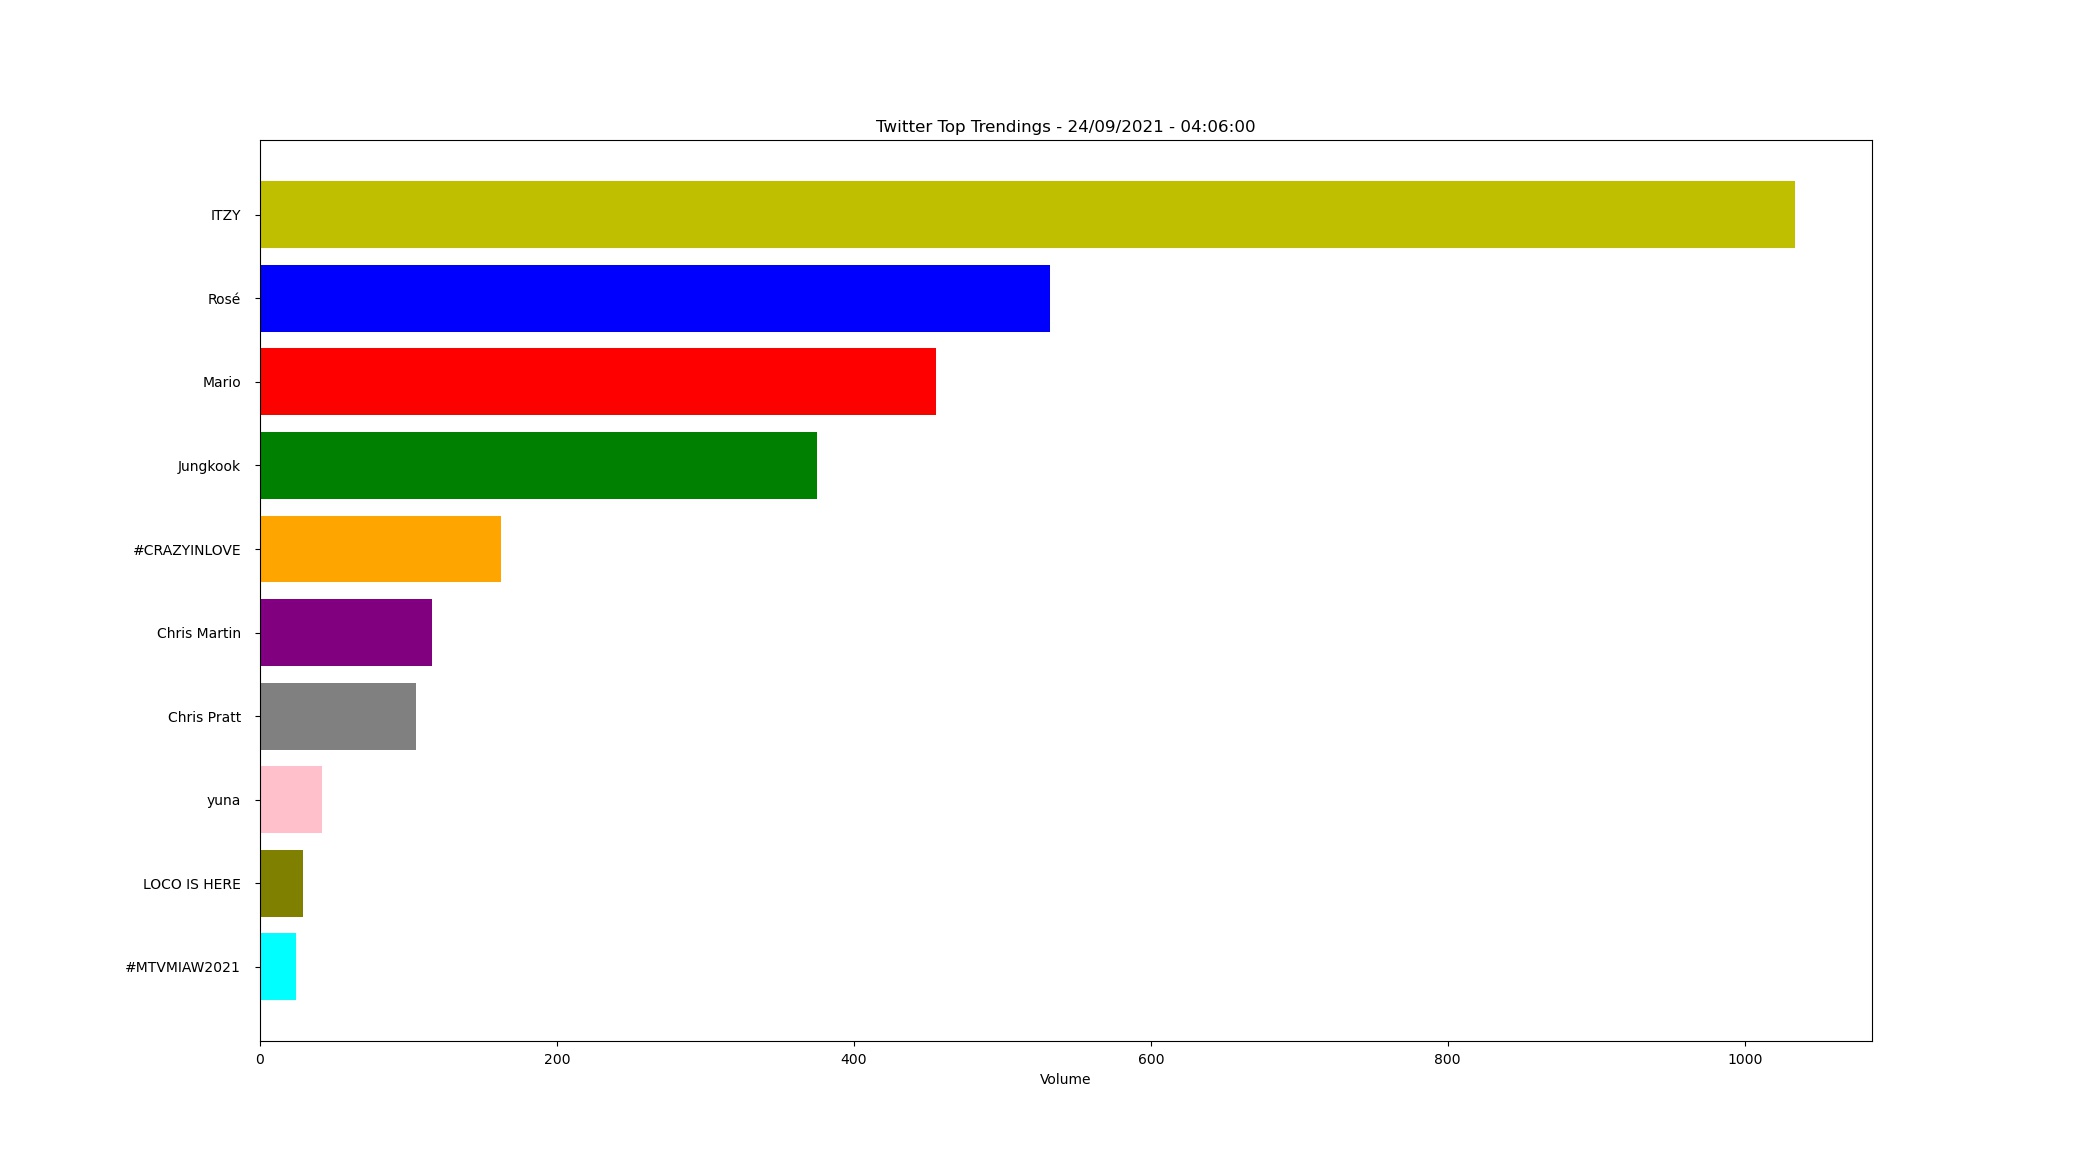 Twitter Top Trendings - 24/09/2021 - 04:06:00
ITZY
Rosé
Mario
Jungkook
#CRAZYINLOVE
Chris Martin
Chris Pratt
yuna
LOCO IS HERE
#MTVMIAW2021
0 200 400 600 800 1000
Volume